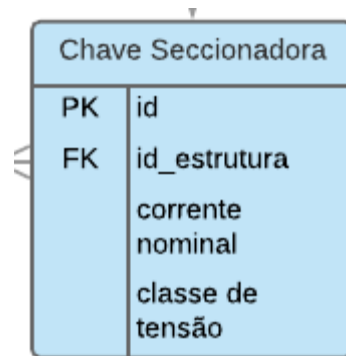 Chave Seccionadora
PK id
FK id_estrutura
corrente
nominal
classe de
tensão